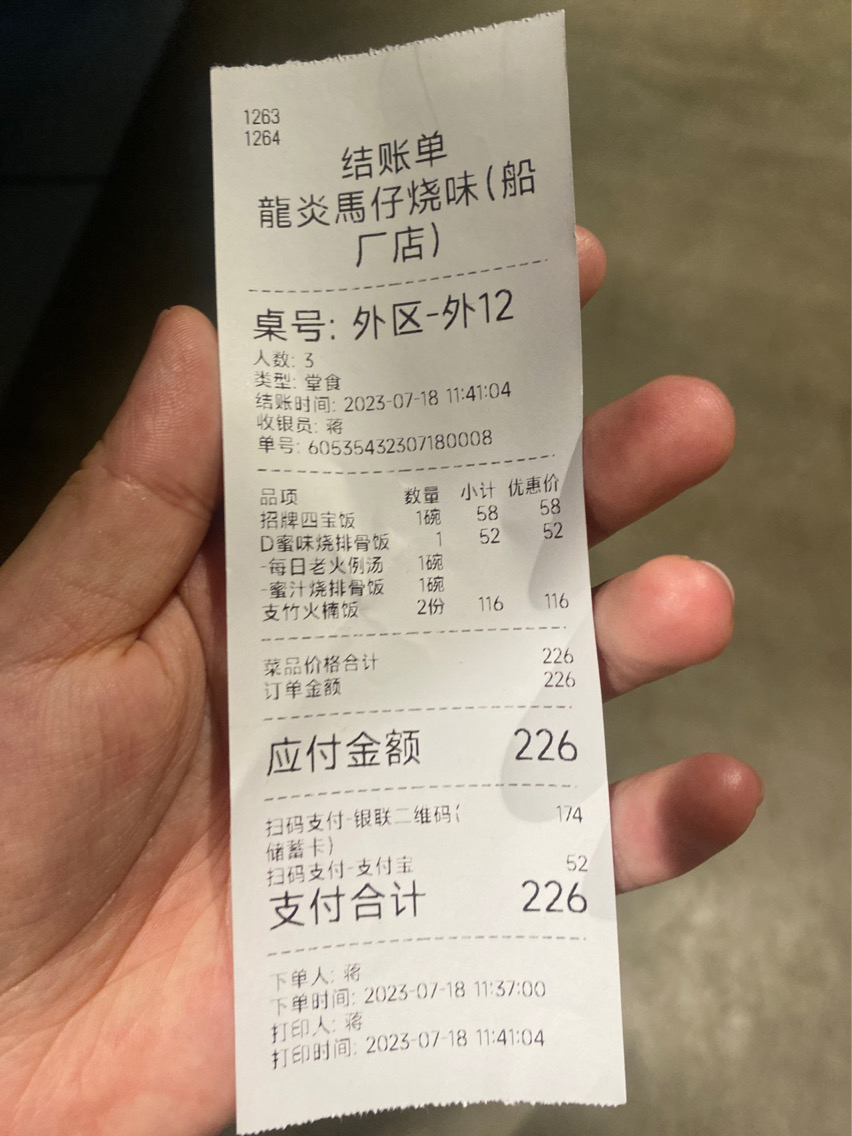 1263
1264
结账单
龍炎馬仔烧味(船
厂店)
桌号: 外区-外12
人数: 3
类型: 堂食
结账时间: 2023-07-18 11:41:04
收银员: 蒋
单号: 60535432307180008
品项 数量 小计 优惠价
招牌四宝饭 1碗 58 58
D蜜味烧排骨饭 1 52 52
-每日老火例汤 1碗
-蜜汁烧排骨饭 1碗
支竹火楠饭 2份 116 116
菜品价格合计 226
订单金额 226
应付金额 226
扫码支付-银联二维码( 174
储蓄卡)
扫码支付-支付宝 52
支付合计 226
下单人: 蒋
下单时间: 2023-07-18 11:37:00
打印人: 蒋
打印时间: 2023-07-18 11:41:04